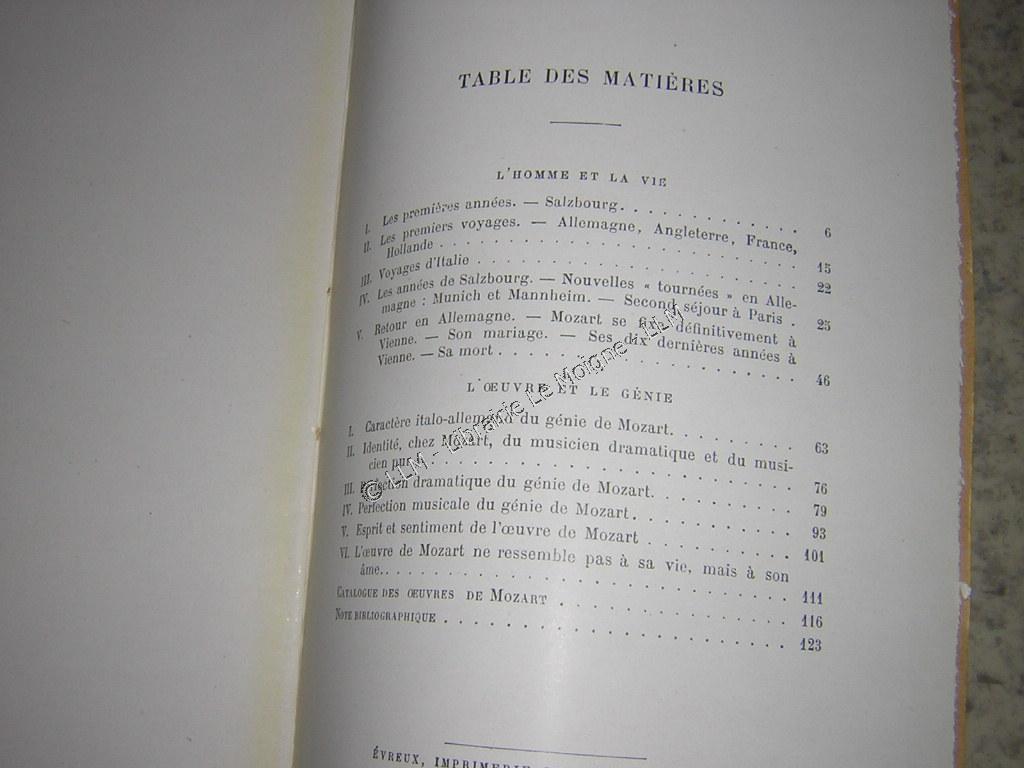 TABLE DES MATIÈRES
L'HOMME ET LA VIE
I. Les premières années. — Salzbourg. . . . . . . . . . . . 6
II. Les premiers voyages. — Allemagne, Angleterre, France,
Hollande . . . . . . . . . . . . . . . . . . . . . 15
III. Voyages d'Italie . . . . . . . . . . . . . . . . . . . 22
IV. Les années de Salzbourg. — Nouvelles « tournées » en Alle-
magne : Munich et Mannheim. — Second séjour à Paris . 25
V. Retour en Allemagne. — Mozart se fixe définitivement à
Vienne. — Son mariage. — Ses dix dernières années à
Vienne. — Sa mort . . . . . . . . . . . . . . . . . 46
L'ŒUVRE ET LE GÉNIE
I. Caractère italo-allemand du génie de Mozart. . . . . . . . 63
II. Identité, chez Mozart, du musicien dramatique et du musi-
cien pur . . . . . . . . . . . . . . . . . . . . . 76
III. Perfection dramatique du génie de Mozart. . . . . . . . . 79
IV. Perfection musicale du génie de Mozart. . . . . . . . . . 93
V. Esprit et sentiment de l'œuvre de Mozart . . . . . . . . . 101
VI. L'œuvre de Mozart ne ressemble pas à sa vie, mais à son
âme. . . . . . . . . . . . . . . . . . . . . . . . 111
CATALOGUE DES ŒUVRES DE MOZART . . . . . . . . . . . . . 116
NOTE BIBLIOGRAPHIQUE . . . . . . . . . . . . . . . . . . . 123
ÉVREUX, IMPRIMERIE
© LLM - Librairie Le Moigne - LLM